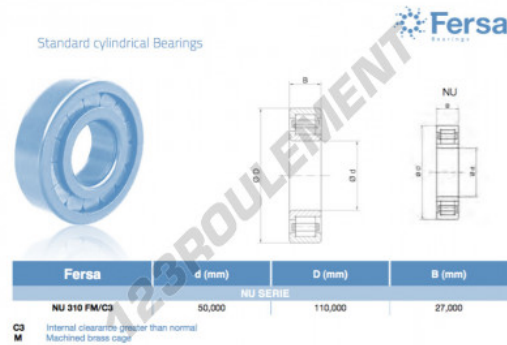 Fersa
Bearings
Standard cylindrical Bearings
B
Ø D
Ø d
NU
B
Ø D
Ø d
123ROULEMENT
Fersa d (mm) D (mm) B (mm)
NU SERIE
NU 310 FM/C3 50,000 110,000 27,000
C3 Internal clearance greater than normal
M Machined brass cage